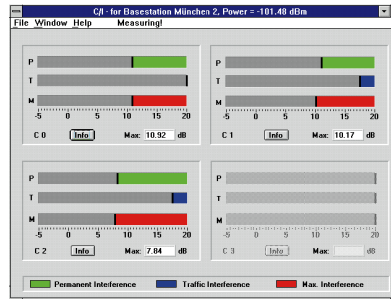 C/I - for Basestation München 2, Power = -101.48 dBm
File Window Help Measuring!
P
T
M
-5 0 5 10 15 20
C 0 Info Max: 10.92 dB
P
T
M
-5 0 5 10 15 20
C 1 Info Max: 10.17 dB
P
T
M
-5 0 5 10 15 20
C 2 Info Max: 7.84 dB
P
T
M
-5 0 5 10 15 20
C 3 Info Max: dB
Permanent Interference Traffic Interference Max. Interference